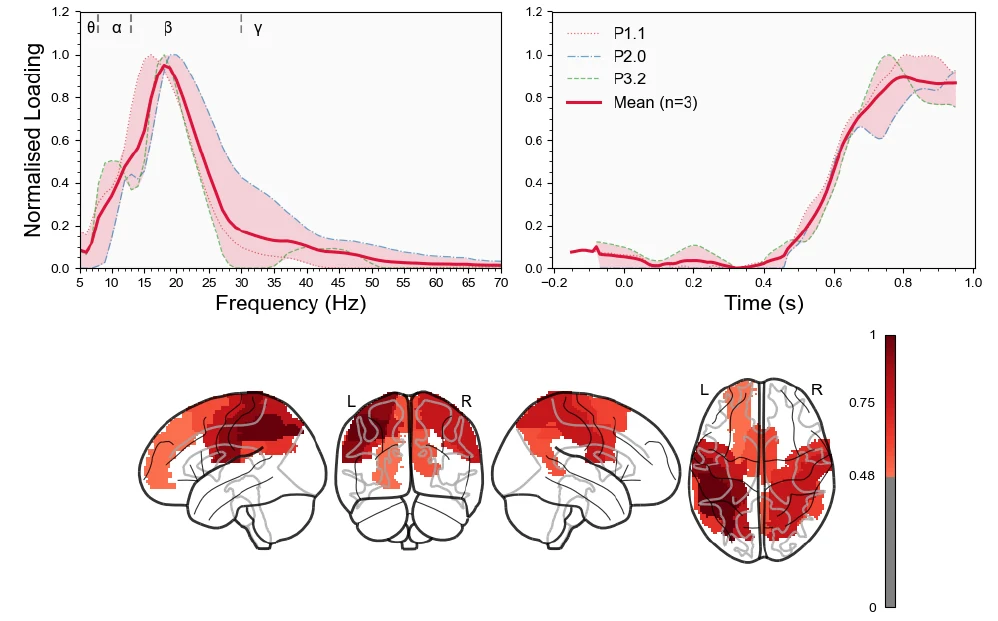 1.2
1.0
0.8
0.6
0.4
0.2
0.0
Normalised Loading
θ α β γ
5 10 15 20 25 30 35 40 45 50 55 60 65 70
Frequency (Hz)
1.2
1.0
0.8
0.6
0.4
0.2
0.0
P1.1
P2.0
P3.2
Mean (n=3)
−0.2 0.0 0.2 0.4 0.6 0.8 1.0
Time (s)
L R
L R
1
0.75
0.48
0